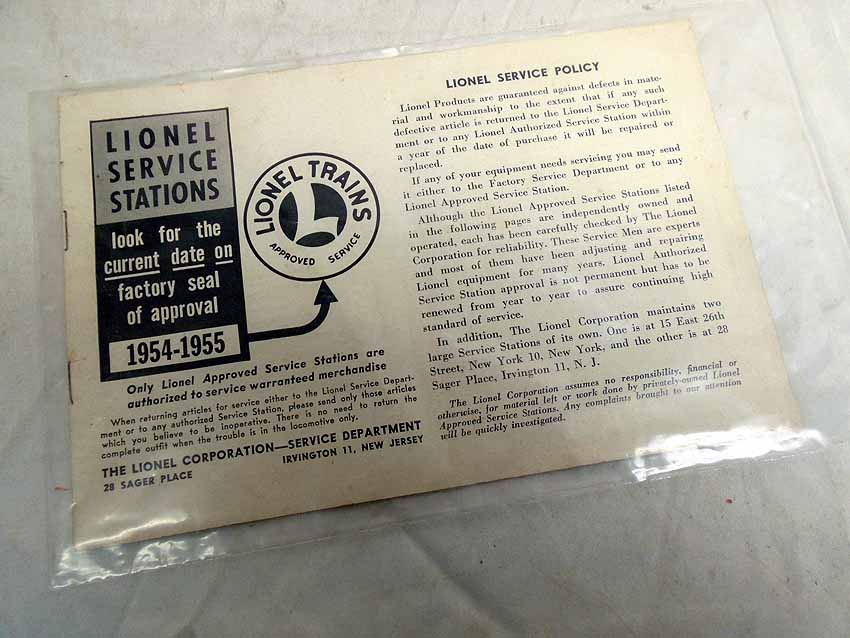 LIONEL
SERVICE
STATIONS
look for the
current date on
factory seal
of approval
1954-1955
LIONEL TRAINS
L
APPROVED SERVICE
Only Lionel Approved Service Stations are
authorized to service warranteed merchandise
When returning articles for service either to the Lionel Service Depart-
ment or to any authorized Service Station, please send only those articles
which you believe to be inoperative. There is no need to return the
complete outfit when the trouble is in the locomotive only.
THE LIONEL CORPORATION—SERVICE DEPARTMENT
28 SAGER PLACE IRVINGTON 11, NEW JERSEY
LIONEL SERVICE POLICY
Lionel Products are guaranteed against defects in mate-
rial and workmanship to the extent that if any such
defective article is returned to the Lionel Service Depart-
ment or to any Lionel Authorized Service Station within
a year of the date of purchase it will be repaired or
replaced.
If any of your equipment needs servicing you may send
it either to the Factory Service Department or to any
Lionel Approved Service Station.
Although the Lionel Approved Service Stations listed
in the following pages are independently owned and
operated, each has been carefully checked by The Lionel
Corporation for reliability. These Service Men are experts
and most of them have been adjusting and repairing
Lionel equipment for many years. Lionel Authorized
Service Station approval is not permanent but has to be
renewed from year to year to assure continuing high
standard of service.
In addition, The Lionel Corporation maintains two
large Service Stations of its own. One is at 15 East 26th
Street, New York 10, New York, and the other is at 28
Sager Place, Irvington 11, N. J.
The Lionel Corporation assumes no responsibility, financial or
otherwise, for material left or work done by privately-owned Lionel
Approved Service Stations. Any complaints brought to our attention
will be quickly investigated.